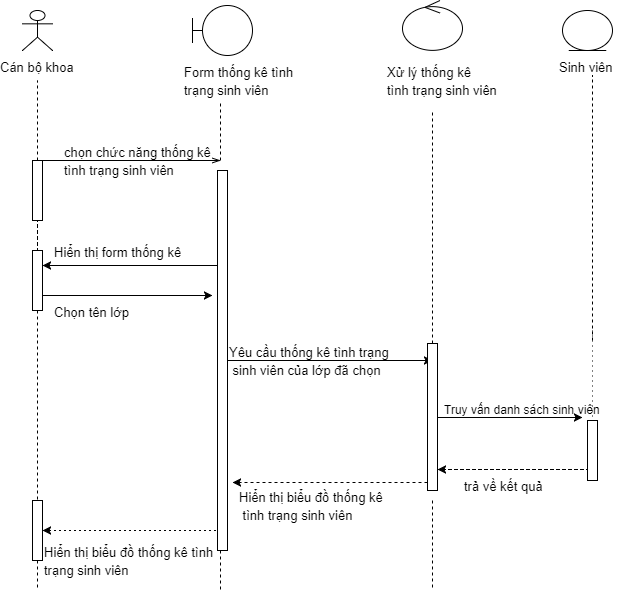 Cán bộ khoa
Form thống kê tình
trạng sinh viên
Xử lý thống kê
tình trạng sinh viên
Sinh viên
chọn chức năng thống kê
tình trạng sinh viên
Hiển thị form thống kê
Chọn tên lớp
Yêu cầu thống kê tình trạng
sinh viên của lớp đã chọn
Truy vấn danh sách sinh viên
trả về kết quả
Hiển thị biểu đồ thống kê
tình trạng sinh viên
Hiển thị biểu đồ thống kê tình
trạng sinh viên